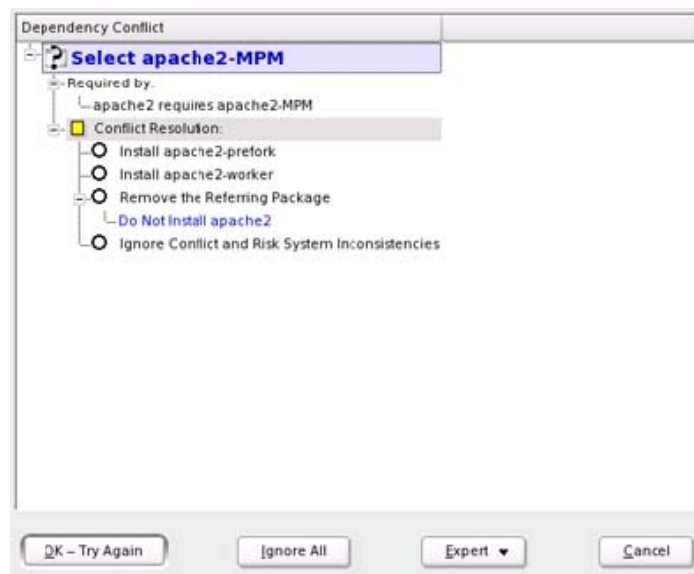 Dependency Conflict
Select apache2-MPM
Required by:
apache2 requires apache2-MPM
Conflict Resolution:
Install apache2-prefork
Install apache2-worker
Remove the Referring Package
Do Not Install apache2
Ignore Conflict and Risk System Inconsistencies
OK – Try Again
Ignore All
Expert
Cancel